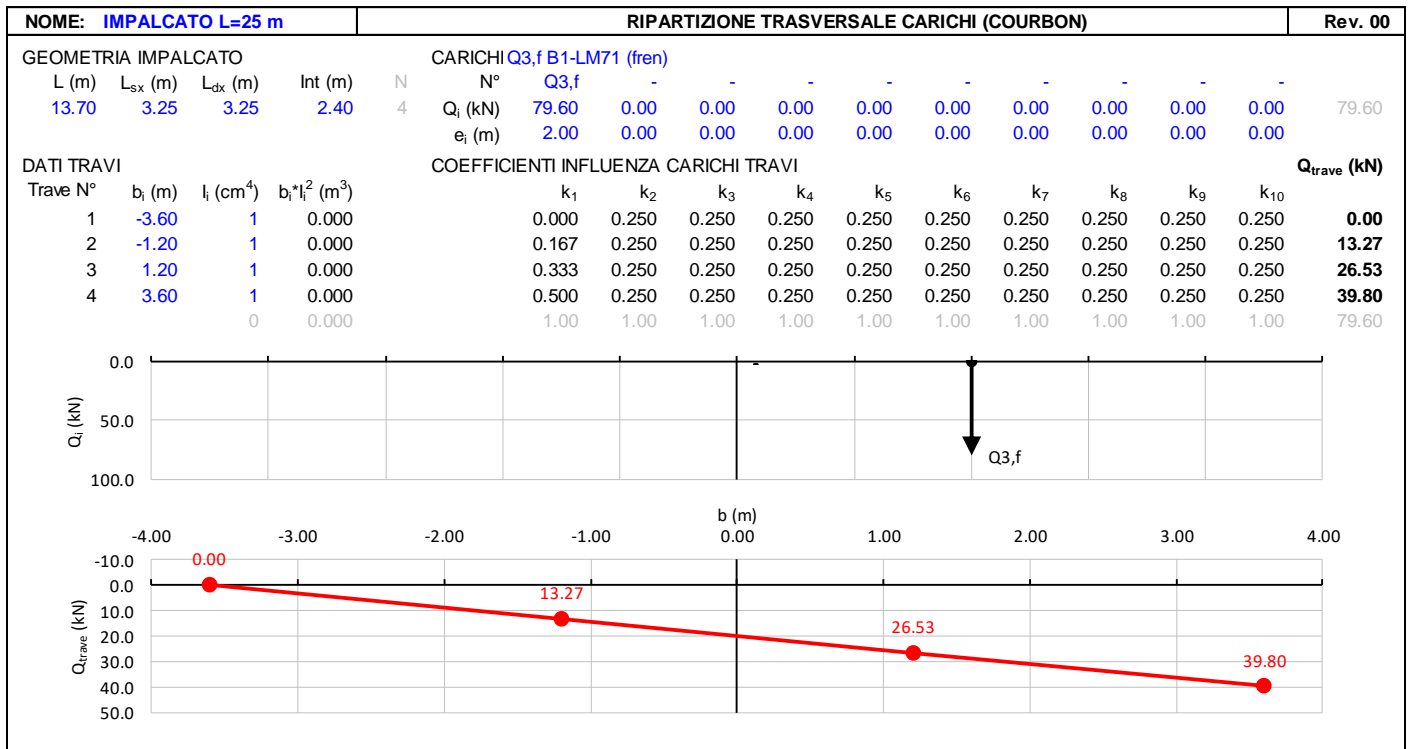 NOME: IMPALCATO L=25 m RIPARTIZIONE TRASVERSALE CARICHI (COURBON) Rev. 00
GEOMETRIA IMPALCATO CARICHI Q3,f B1-LM71 (fren)
L (m) Lsx (m) Ldx (m) Int (m) N N° Q3,f - - - - - - - - -
13.70 3.25 3.25 2.40 4 Qi (kN) 79.60 0.00 0.00 0.00 0.00 0.00 0.00 0.00 0.00 0.00 79.60
ei (m) 2.00 0.00 0.00 0.00 0.00 0.00 0.00 0.00 0.00 0.00
DATI TRAVI COEFFICIENTI INFLUENZA CARICHI TRAVI Qtrave (kN)
Trave N° bi (m) Ii (cm4) bi*Ii2 (m3) k1 k2 k3 k4 k5 k6 k7 k8 k9 k10
1 -3.60 1 0.000 0.000 0.250 0.250 0.250 0.250 0.250 0.250 0.250 0.250 0.250 0.00
2 -1.20 1 0.000 0.167 0.250 0.250 0.250 0.250 0.250 0.250 0.250 0.250 0.250 13.27
3 1.20 1 0.000 0.333 0.250 0.250 0.250 0.250 0.250 0.250 0.250 0.250 0.250 26.53
4 3.60 1 0.000 0.500 0.250 0.250 0.250 0.250 0.250 0.250 0.250 0.250 0.250 39.80
0 0.000 1.00 1.00 1.00 1.00 1.00 1.00 1.00 1.00 1.00 1.00 79.60
0.0
50.0
100.0
Qi (kN)
Q3,f
b (m)
-4.00 -3.00 -2.00 -1.00 0.00 1.00 2.00 3.00 4.00
-10.0
0.0
10.0
20.0
30.0
40.0
50.0
Qtrave (kN)
0.00
13.27
26.53
39.80